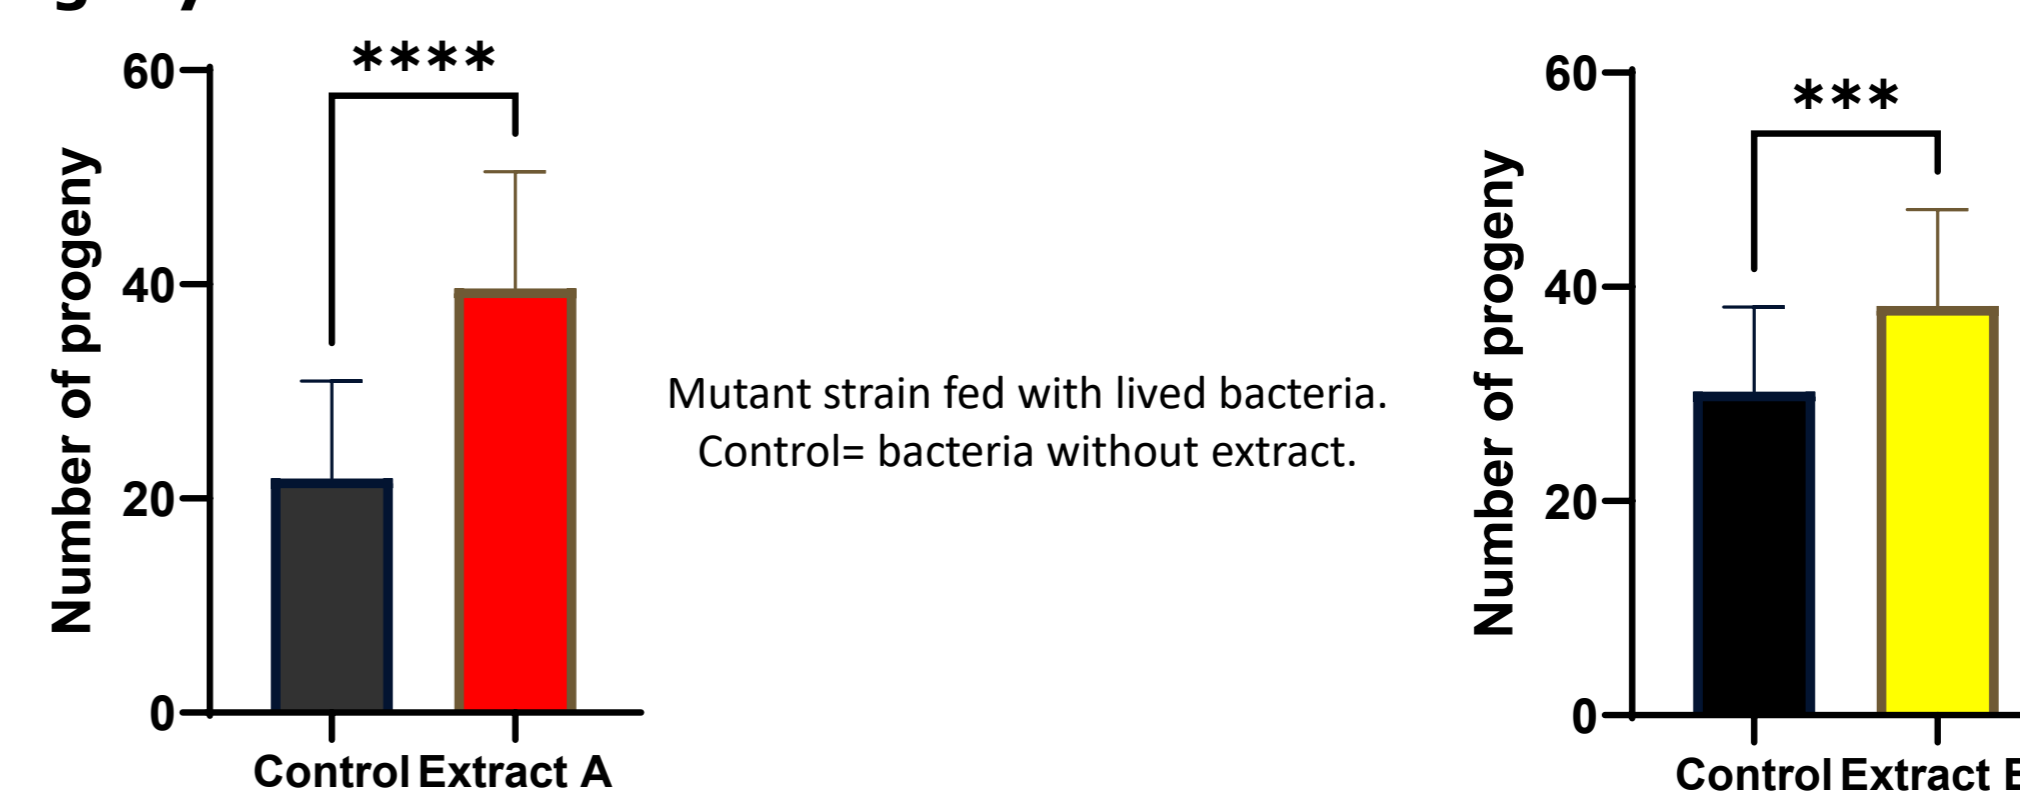 ****
60
40
20
0
Number of progeny
Control Extract A
Mutant strain fed with lived bacteria.
Control= bacteria without extract.
***
60
40
20
0
Number of progeny
Control Extract